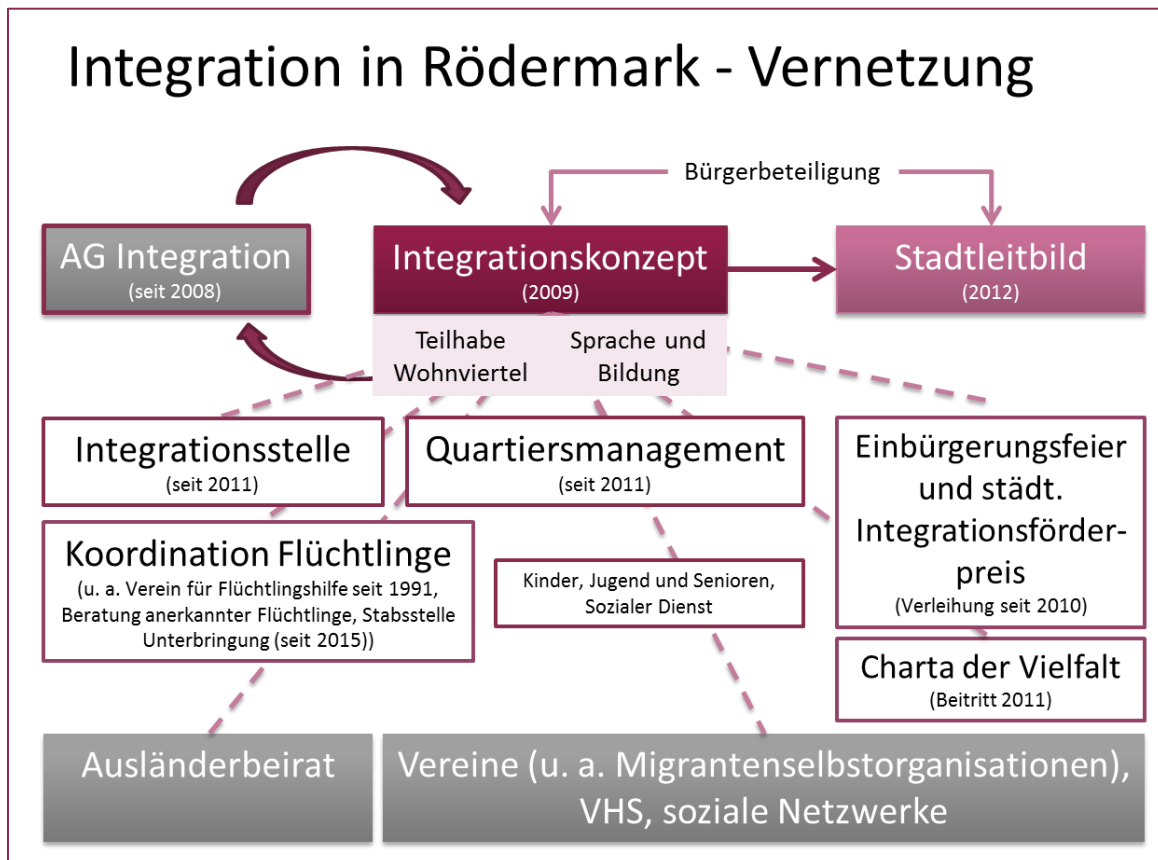 Integration in Rödermark - Vernetzung
Bürgerbeteiligung
AG Integration
(seit 2008)
Integrationskonzept
(2009)
Stadtleitbild
(2012)
Teilhabe
Wohnviertel
Sprache und
Bildung
Integrationsstelle
(seit 2011)
Quartiersmanagement
(seit 2011)
Einbürgerungsfeier
und städt.
Integrationsförder-
preis
(Verleihung seit 2010)
Koordination Flüchtlinge
(u. a. Verein für Flüchtlingshilfe seit 1991,
Beratung anerkannter Flüchtlinge, Stabsstelle
Unterbringung (seit 2015))
Kinder, Jugend und Senioren,
Sozialer Dienst
Charta der Vielfalt
(Beitritt 2011)
Ausländerbeirat
Vereine (u. a. Migrantenselbstorganisationen),
VHS, soziale Netzwerke